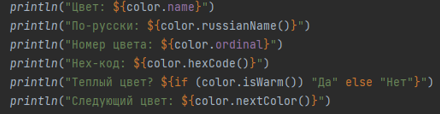 println("Цвет: ${color.name}")
println("По-русски: ${color.russianName()}")
println("Номер цвета: ${color.ordinal}")
println("Hex-код: ${color.hexCode()}")
println("Теплый цвет? ${if (color.isWarm()) "Да" else "Нет"}")
println("Следующий цвет: ${color.nextColor()}")